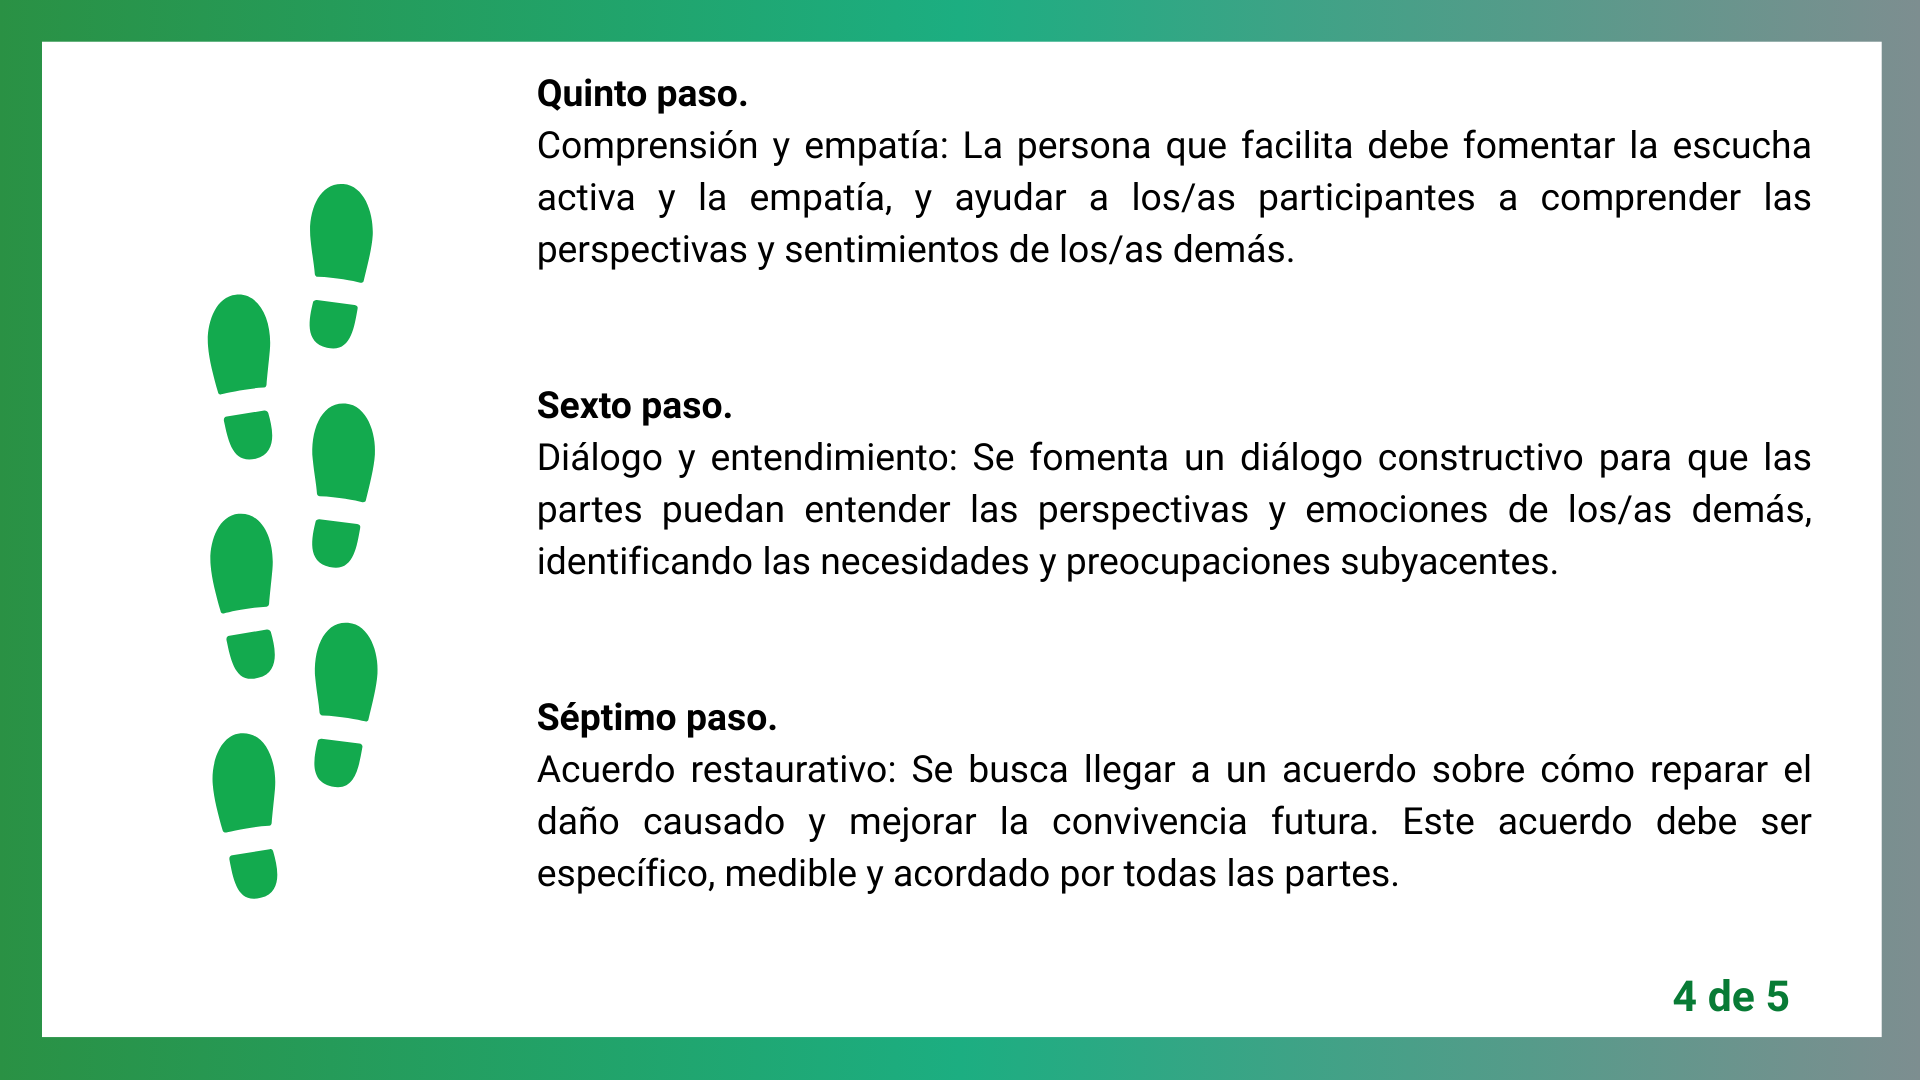 Quinto paso.
Comprensión y empatía: La persona que facilita debe fomentar la escucha
activa y la empatía, y ayudar a los/as participantes a comprender las
perspectivas y sentimientos de los/as demás.
Sexto paso.
Diálogo y entendimiento: Se fomenta un diálogo constructivo para que las
partes puedan entender las perspectivas y emociones de los/as demás,
identificando las necesidades y preocupaciones subyacentes.
Séptimo paso.
Acuerdo restaurativo: Se busca llegar a un acuerdo sobre cómo reparar el
daño causado y mejorar la convivencia futura. Este acuerdo debe ser
específico, medible y acordado por todas las partes.
4 de 5